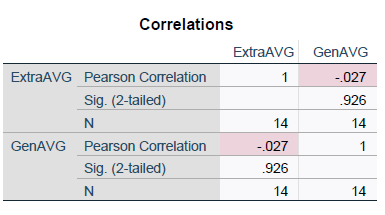 Correlations
ExtraAVG GenAVG
ExtraAVG Pearson Correlation 1 -.027
Sig. (2-tailed) .926
N 14 14
GenAVG Pearson Correlation -.027 1
Sig. (2-tailed) .926
N 14 14